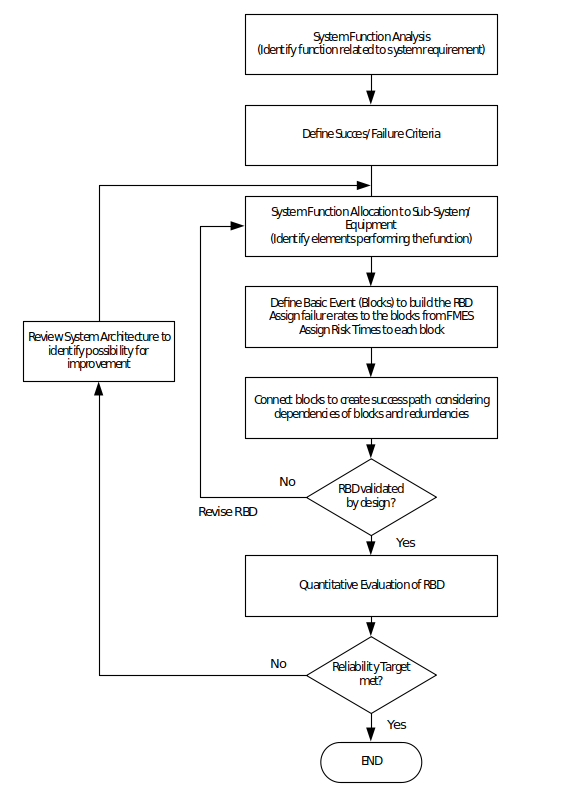 System Function Analysis
(Identify function related to system requirement)
Define Succes/ Failure Criteria
System Function Allocation to Sub-System/
Equipment
(Identify elements performing the function)
Define Basic Event (Blocks) to build the RBD
Assign failure rates to the blocks from FMES
Assign Risk Times to each block
Review System Architecture to
identify possibility for
improvement
Connect blocks to create success path considering
dependencies of blocks and redundencies
RBD validated
by design?
No
Revise RBD
Yes
Quantitative Evaluation of RBD
Reliability Target
met?
No
Yes
END